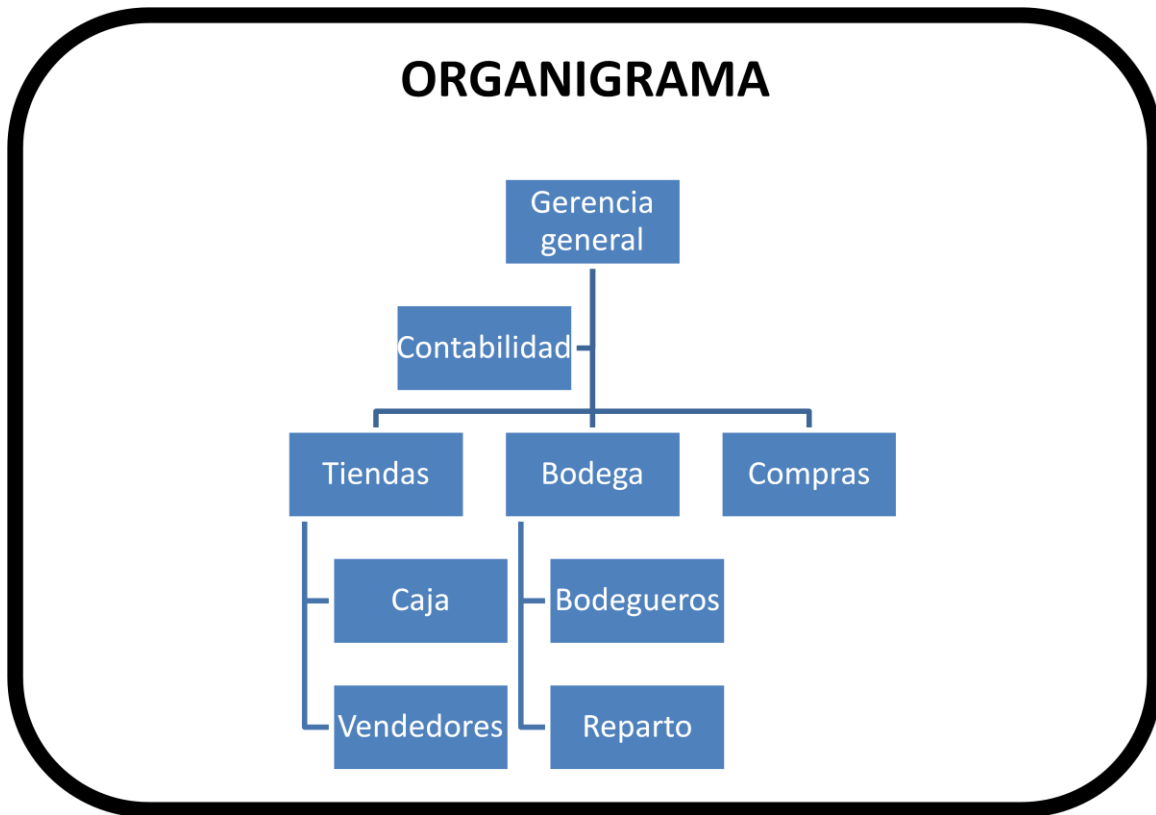 ORGANIGRAMA
Gerencia
general
Contabilidad
Tiendas
Bodega
Compras
Caja
Bodegueros
Vendedores
Reparto